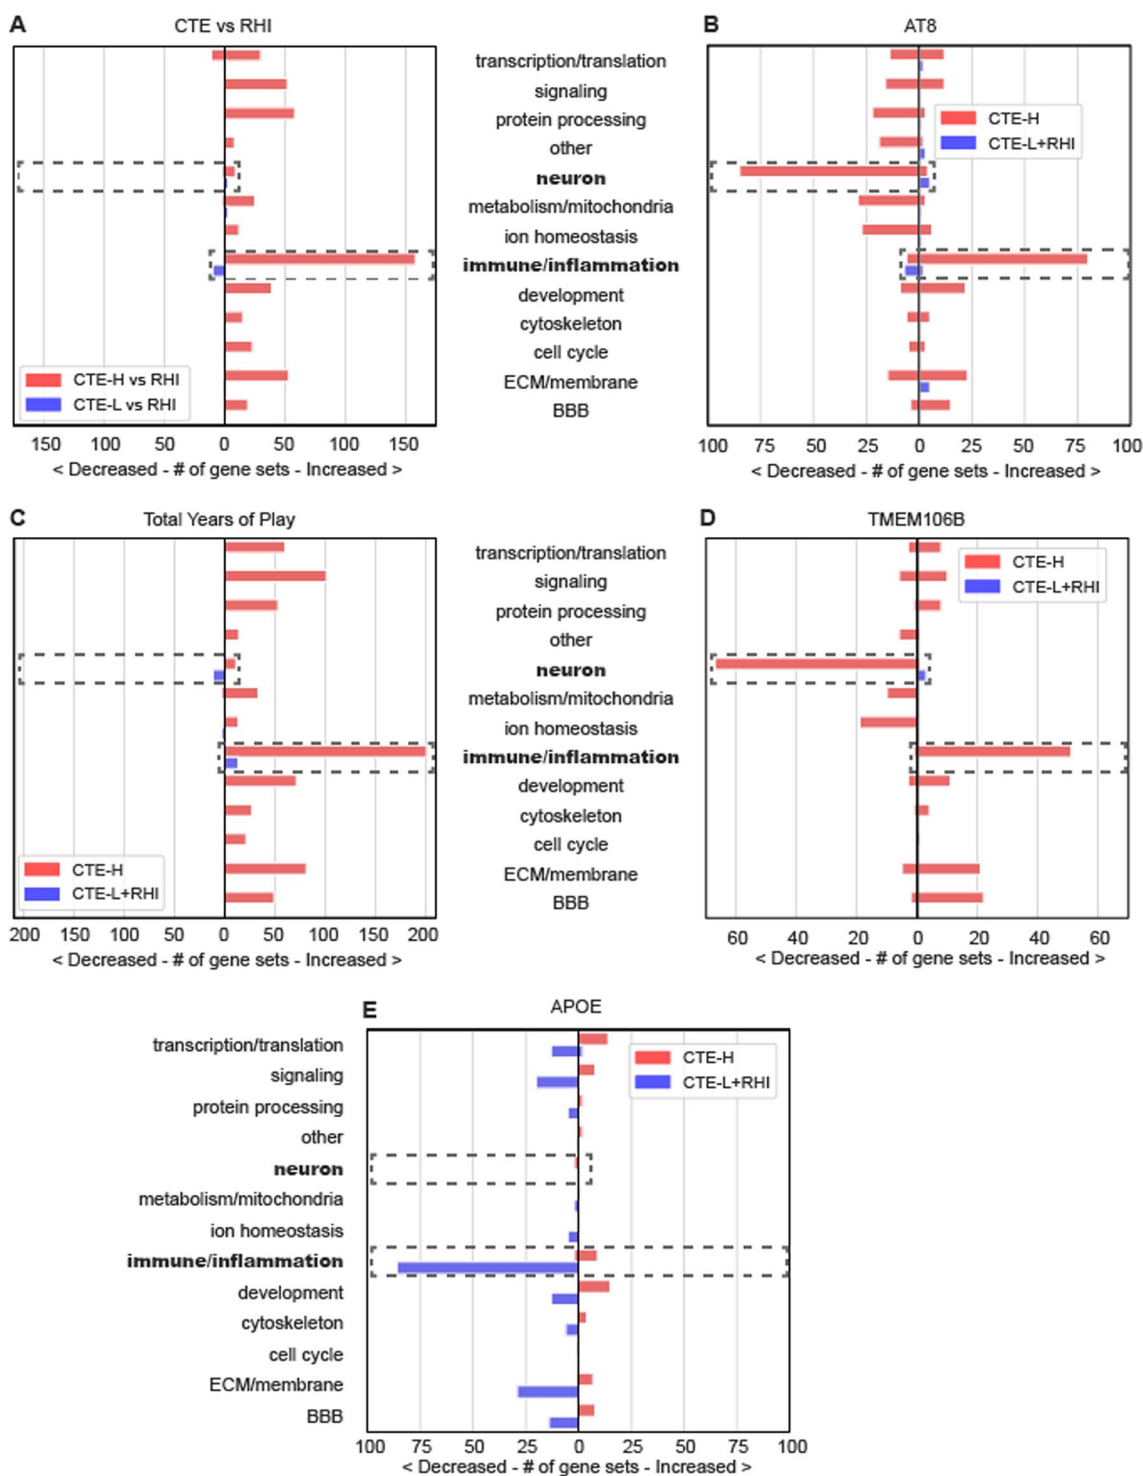 A
CTE vs RHI
B
AT8
transcription/translation
signaling
protein processing
other
neuron
metabolism/mitochondria
ion homeostasis
immune/inflammation
development
cytoskeleton
cell cycle
ECM/membrane
BBB
CTE-H vs RHI
CTE-L vs RHI
CTE-H
CTE-L+RHI
150 100 50 0 50 100 150
< Decreased - # of gene sets - Increased >
100 75 50 25 0 25 50 75 100
< Decreased - # of gene sets - Increased >
C
Total Years of Play
D
TMEM106B
transcription/translation
signaling
protein processing
other
neuron
metabolism/mitochondria
ion homeostasis
immune/inflammation
development
cytoskeleton
cell cycle
ECM/membrane
BBB
CTE-H
CTE-L+RHI
CTE-H
CTE-L+RHI
200 150 100 50 0 50 100 150 200
< Decreased - # of gene sets - Increased >
60 40 20 0 20 40 60
< Decreased - # of gene sets - Increased >
E
APOE
transcription/translation
signaling
protein processing
other
neuron
metabolism/mitochondria
ion homeostasis
immune/inflammation
development
cytoskeleton
cell cycle
ECM/membrane
BBB
CTE-H
CTE-L+RHI
100 75 50 25 0 25 50 75 100
< Decreased - # of gene sets - Increased >